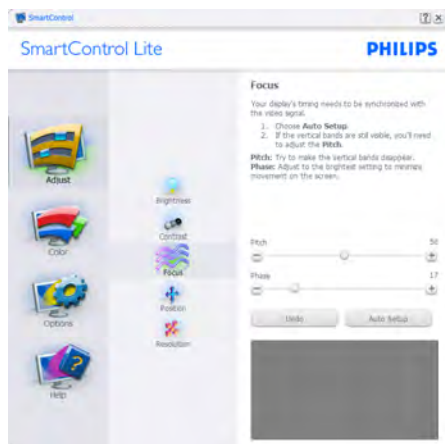 SmartControl
SmartControl Lite
PHILIPS
Adjust
Color
Options
Help
Brightness
Contrast
Focus
Position
Resolution
Focus
Your display's timing needs to be synchronized with
the video signal.
1. Choose Auto Setup.
2. If the vertical bands are still visible, you'll need
to adjust the Pitch.
Pitch: Try to make the vertical bands disappear.
Phase: Adjust to the brightest setting to minimize
movement on the screen.
Pitch 50
Phase 17
Undo Auto Setup